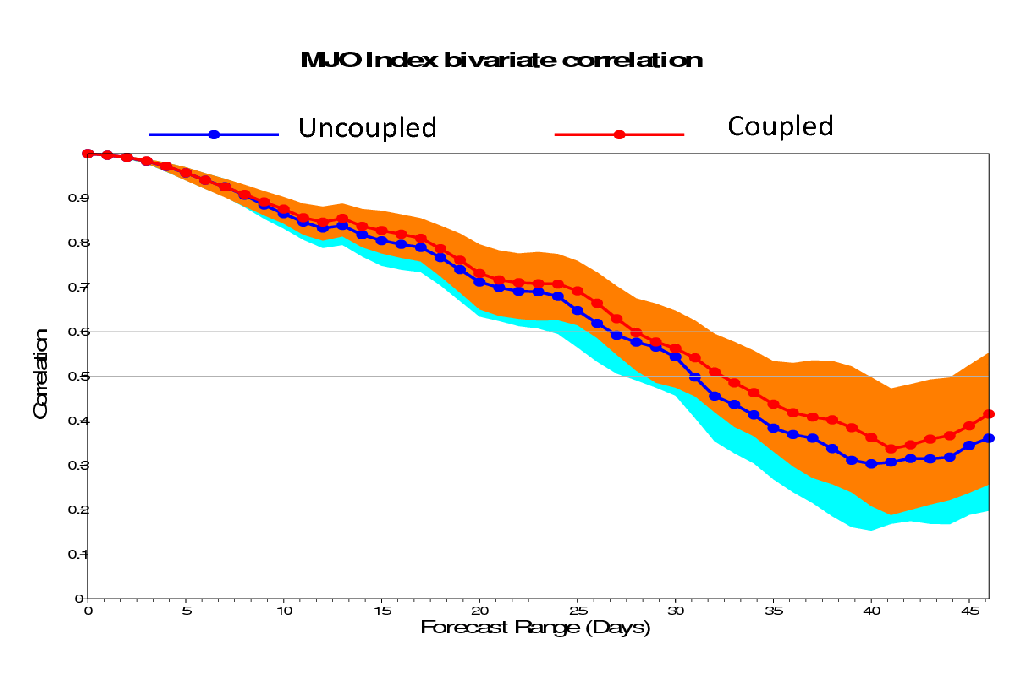 MJO Index bivariate correlation
Uncoupled
Coupled
0.9
0.8
0.7
0.6
0.5
0.4
0.3
0.2
0.1
0
Correlation
0 5 10 15 20 25 30 35 40 45
Forecast Range (Days)